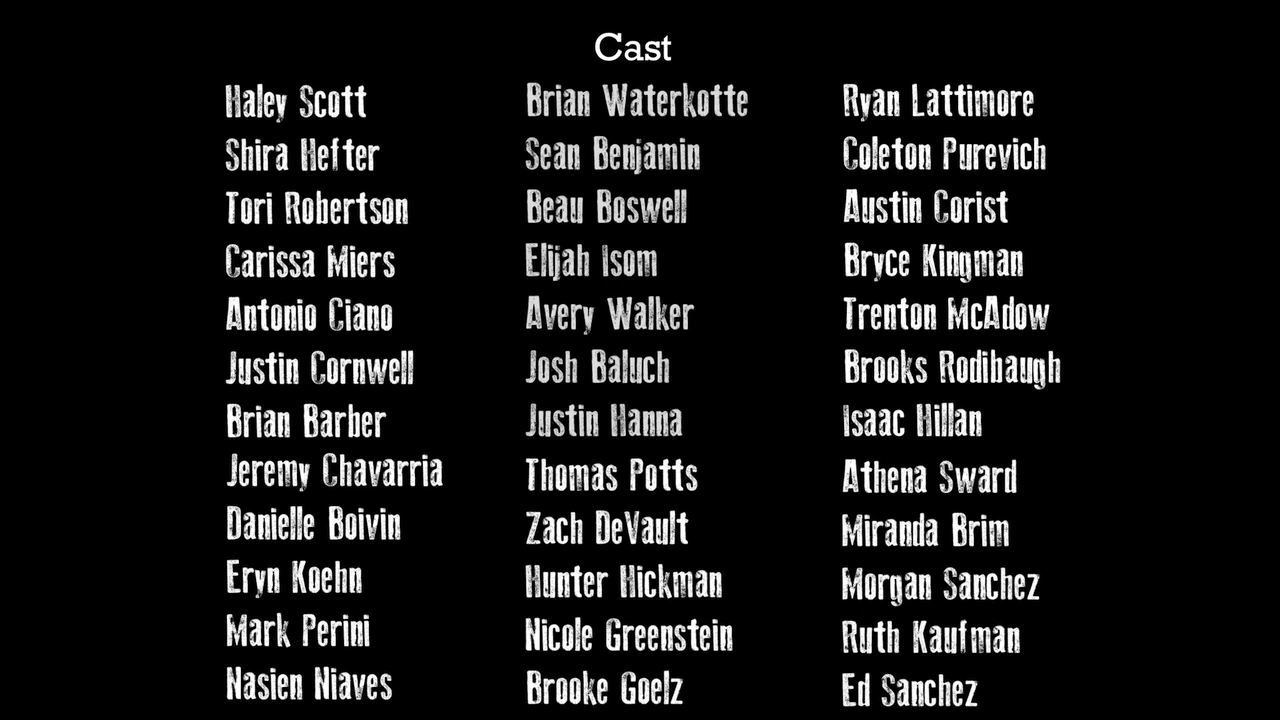 Cast
Haley Scott
Shira Hefter
Tori Robertson
Carissa Miers
Antonio Ciano
Justin Cornwell
Brian Barber
Jeremy Chavarria
Danielle Boivin
Eryn Koehn
Mark Perini
Nasien Niaves
Brian Waterkotte
Sean Benjamin
Beau Boswell
Elijah Isom
Avery Walker
Josh Baluch
Justin Hanna
Thomas Potts
Zach DeVault
Hunter Hickman
Nicole Greenstein
Brooke Goelz
Ryan Lattimore
Coleton Purevich
Austin Corist
Bryce Kingman
Trenton McAdow
Brooks Rodibaugh
Isaac Hillan
Athena Sward
Miranda Brim
Morgan Sanchez
Ruth Kaufman
Ed Sanchez